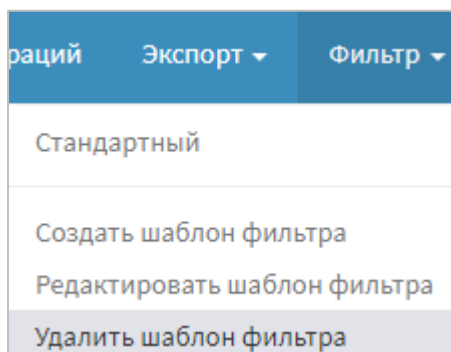 раций Экспорт Фильтр
Стандартный
Создать шаблон фильтра
Редактировать шаблон фильтра
Удалить шаблон фильтра